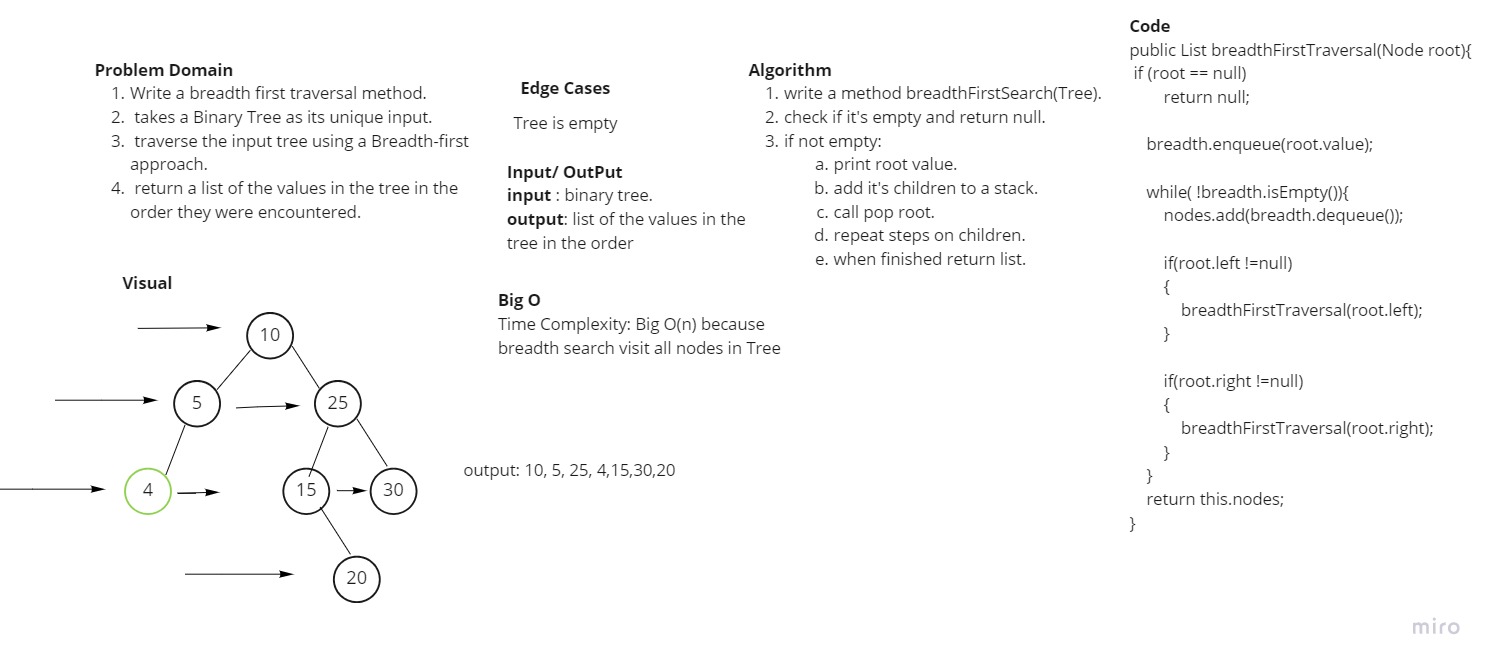 Problem Domain
1. Write a breadth first traversal method.
2. takes a Binary Tree as its unique input.
3. traverse the input tree using a Breadth-first
approach.
4. return a list of the values in the tree in the
order they were encountered.
Visual
10
5
25
4
15
30
20
Edge Cases
Tree is empty
Input/ OutPut
input : binary tree.
output: list of the values in the
tree in the order
Big O
Time Complexity: Big O(n) because
breadth search visit all nodes in Tree
output: 10, 5, 25, 4,15,30,20
Algorithm
1. write a method breadthFirstSearch(Tree).
2. check if it's empty and return null.
3. if not empty:
a. print root value.
b. add it's children to a stack.
c. call pop root.
d. repeat steps on children.
e. when finished return list.
Code
public List breadthFirstTraversal(Node root){
if (root == null)
return null;
breadth.enqueue(root.value);
while( !breadth.isEmpty()){
nodes.add(breadth.dequeue());
if(root.left !=null)
{
breadthFirstTraversal(root.left);
}
if(root.right !=null)
{
breadthFirstTraversal(root.right);
}
}
return this.nodes;
}
miro